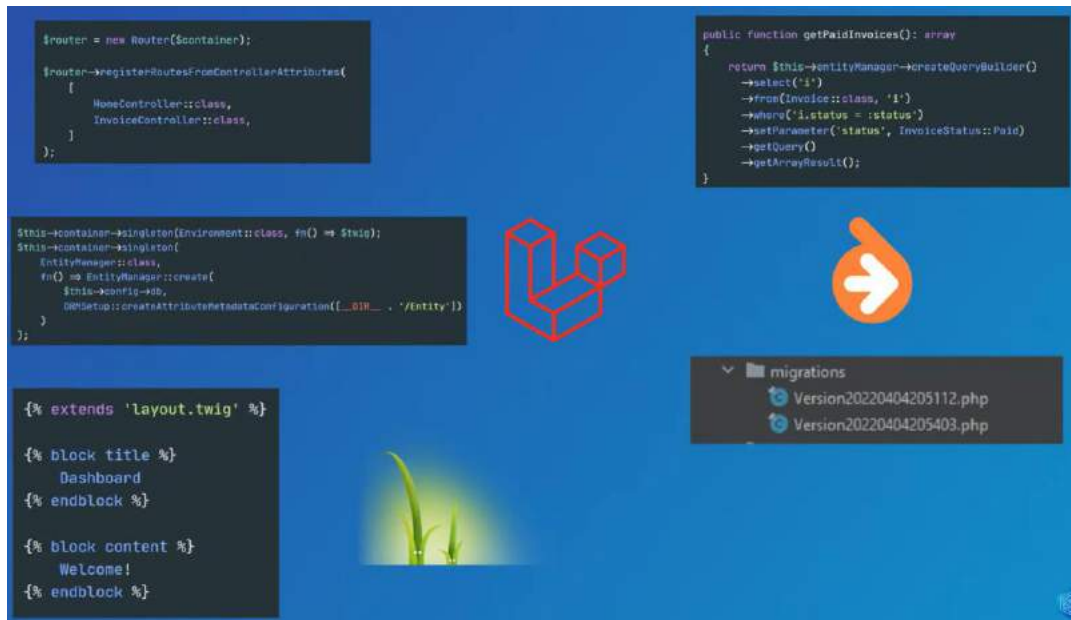 $router = new Router($container);
$router→registerRoutesFromControllerAttributes(
[
HomeController::class,
InvoiceController::class,
]
);
public function getPaidInvoices(): array
{
return $this→entityManager→createQueryBuilder()
→select('i')
→from(Invoice::class, 'i')
→where('i.status = :status')
→setParameter('status', InvoiceStatus::Paid)
→getQuery()
→getArrayResult();
}
$this→container→singleton(Environment::class, fn() ⇒ $twig);
$this→container→singleton(
EntityManager::class,
fn() ⇒ EntityManager::create(
$this→config→db,
ORMSetup::createAttributeMetadataConfiguration([__DIR__ . '/Entity'])
)
);
migrations
Version20220404205112.php
Version20220404205403.php
{% extends 'layout.twig' %}
{% block title %}
Dashboard
{% endblock %}
{% block content %}
Welcome!
{% endblock %}